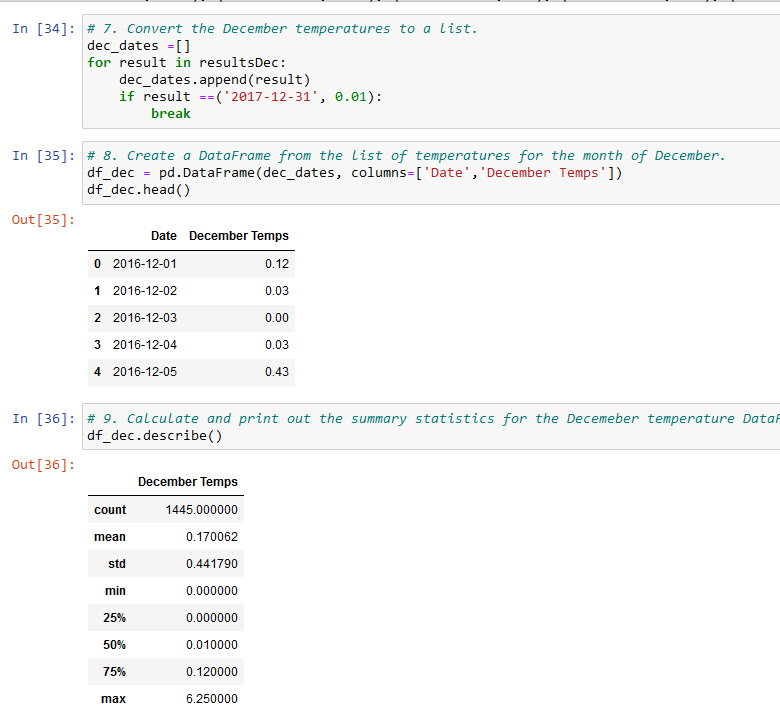 In [34]: # 7. Convert the December temperatures to a list.
dec_dates =[]
for result in resultsDec:
    dec_dates.append(result)
    if result ==('2017-12-31', 0.01):
        break
In [35]: # 8. Create a DataFrame from the list of temperatures for the month of December.
df_dec = pd.DataFrame(dec_dates, columns=['Date','December Temps'])
df_dec.head()
Out[35]:
Date December Temps
0 2016-12-01 0.12
1 2016-12-02 0.03
2 2016-12-03 0.00
3 2016-12-04 0.03
4 2016-12-05 0.43
In [36]: # 9. Calculate and print out the summary statistics for the Decemeber temperature DataF
df_dec.describe()
Out[36]:
December Temps
count 1445.000000
mean 0.170062
std 0.441790
min 0.000000
25% 0.000000
50% 0.010000
75% 0.120000
max 6.250000